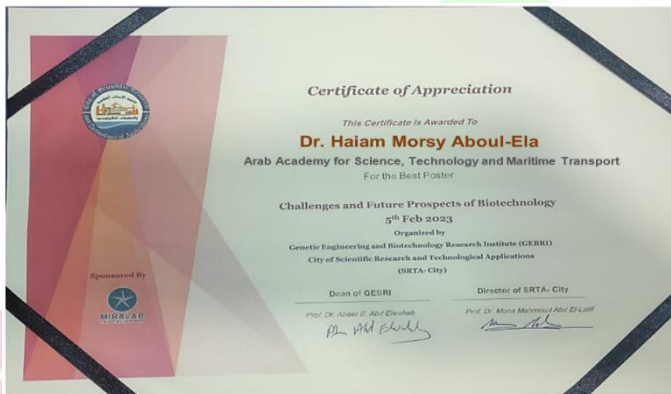 Certificate of Appreciation
This Certificate is Awarded To
Dr. Haiam Morsy Aboul-Ela
Arab Academy for Science, Technology and Maritime Transport
For the Best Poster
Challenges and Future Prospects of Biotechnology
5th Feb 2023
Organized by
Genetic Engineering and Biotechnology Research Institute (GEBRI)
City of Scientific Research and Technological Applications
(SRTA- City)
Sponsored By
MIRALAB
Dean of GEBRI
Director of SRTA- City
Prof. Dr. Abeer E. Abd Elwahab
Prof. Dr. Mona Mahmoud Abd El-Latif